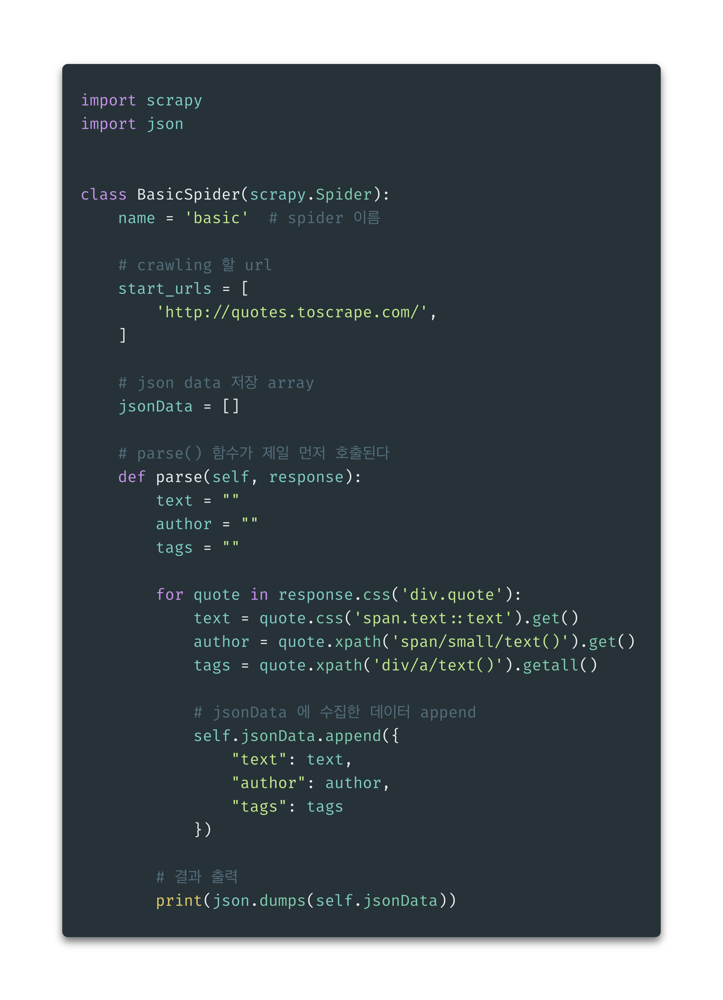 import scrapy
import json
class BasicSpider(scrapy.Spider):
    name = 'basic'  # spider 이름
    # crawling 할 url
    start_urls = [
        'http://quotes.toscrape.com/',
    ]
    # json data 저장 array
    jsonData = []
    # parse() 함수가 제일 먼저 호출된다
    def parse(self, response):
        text = ""
        author = ""
        tags = ""
        for quote in response.css('div.quote'):
            text = quote.css('span.text::text').get()
            author = quote.xpath('span/small/text()').get()
            tags = quote.xpath('div/a/text()').getall()
            # jsonData 에 수집한 데이터 append
            self.jsonData.append({
                "text": text,
                "author": author,
                "tags": tags
            })
        # 결과 출력
        print(json.dumps(self.jsonData))